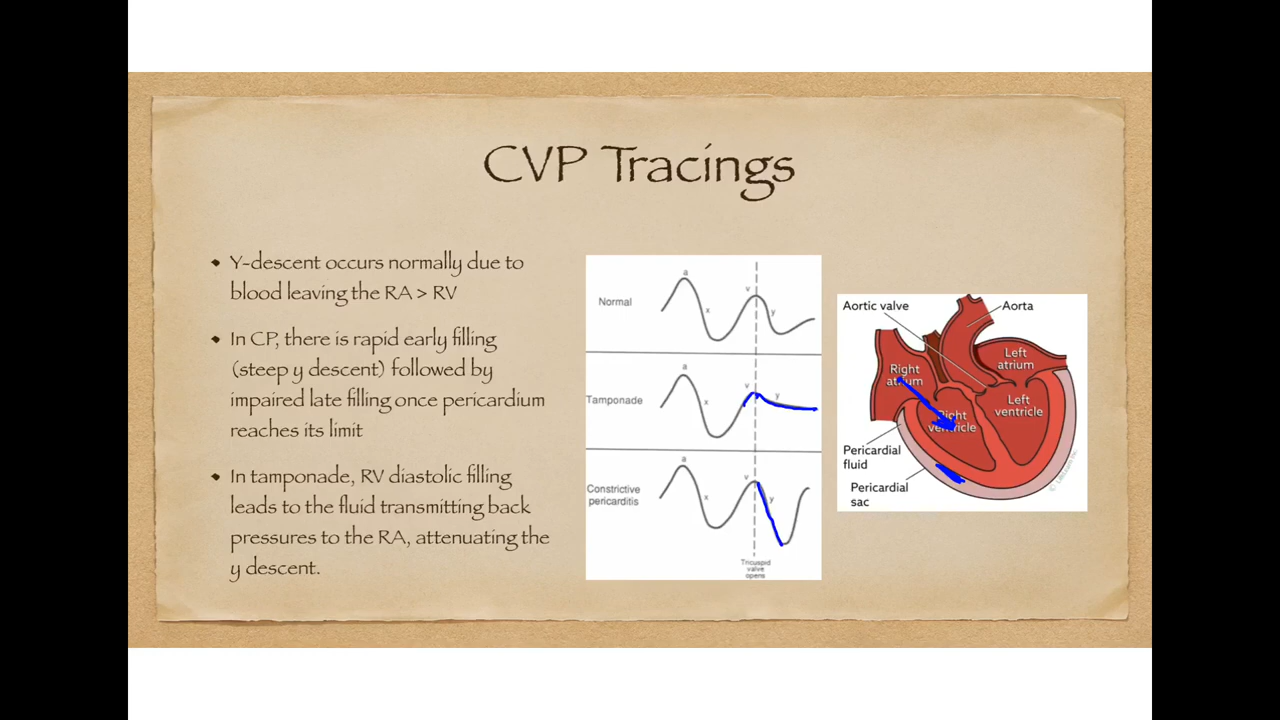 CVP Tracings
• Y-descent occurs normally due to
blood leaving the RA > RV
• In CP, there is rapid early filling
(steep y descent) followed by
impaired late filling once pericardium
reaches its limit
• In tamponade, RV diastolic filling
leads to the fluid transmitting back
pressures to the RA, attenuating the
y descent.
Normal
a
x
v
y
Tamponade
a
x
v
y
Constrictive
pericarditis
a
x
v
y
Tricuspid
valve
opens
Aortic valve
Aorta
Right
atrium
Left
atrium
Right
ventricle
Left
ventricle
Pericardial
fluid
Pericardial
sac